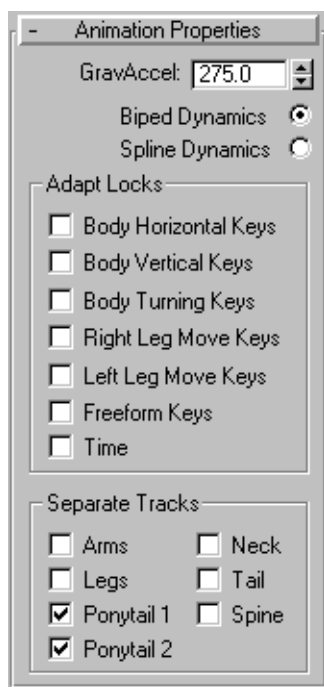 - Animation Properties
GravAccel: 275.0
Biped Dynamics
Spline Dynamics
Adapt Locks
Body Horizontal Keys
Body Vertical Keys
Body Turning Keys
Right Leg Move Keys
Left Leg Move Keys
Freeform Keys
Time
Separate Tracks
Arms Neck
Legs Tail
Ponytail 1 Spine
Ponytail 2